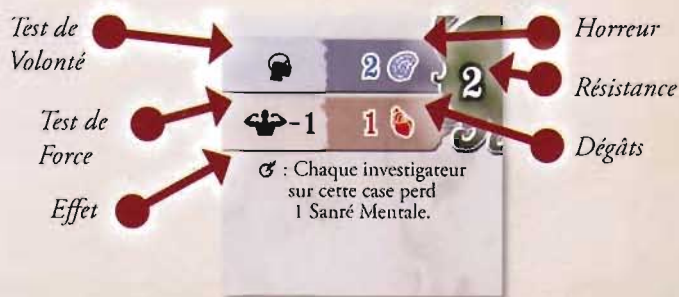 Test de
Volonté
Horreur
2
2
Résistance
Test de
Force
-1
1
Dégâts
Effet
: Chaque investigateur
sur cette case perd
1 Santé Mentale.